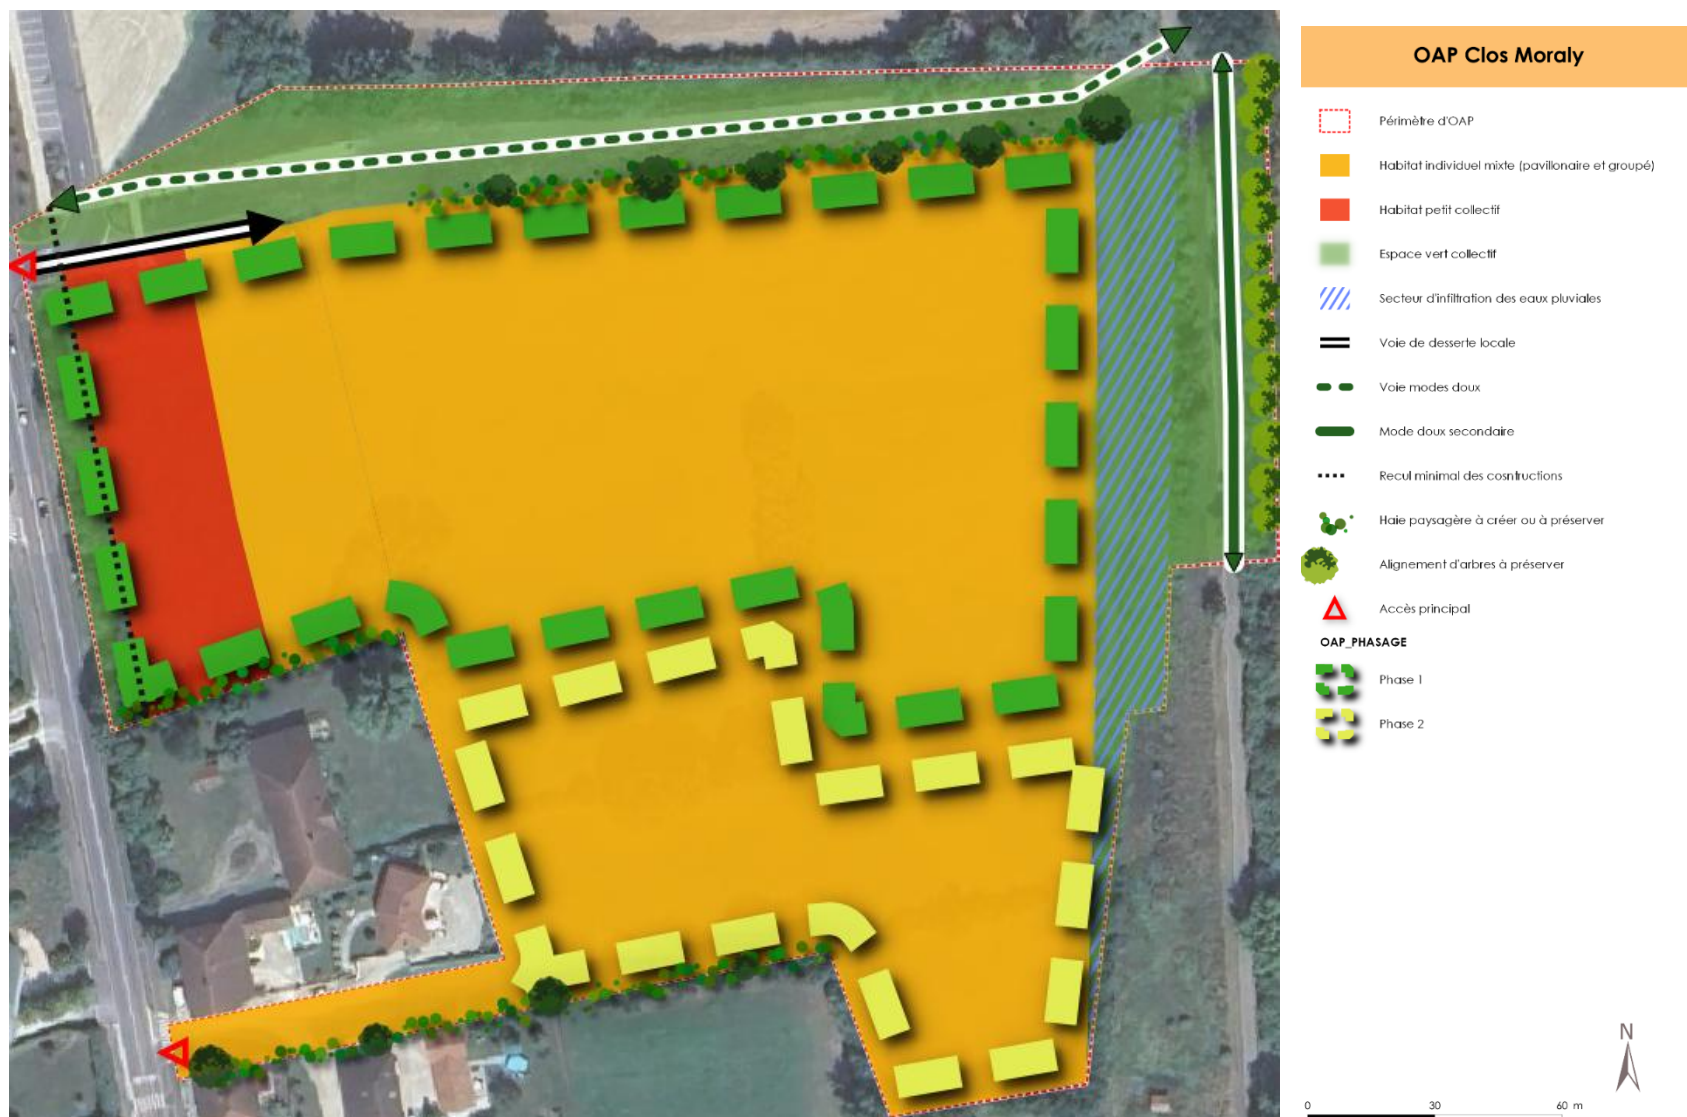 OAP Clos Moraly
Périmètre d'OAP
Habitat individuel mixte (pavillonaire et groupé)
Habitat petit collectif
Espace vert collectif
Secteur d'infiltration des eaux pluviales
Voie de desserte locale
Voie modes doux
Mode doux secondaire
Recul minimal des cosntructions
Haie paysagère à créer ou à préserver
Alignement d'arbres à préserver
Accès principal
OAP_PHASAGE
Phase 1
Phase 2
N
0 30 60 m